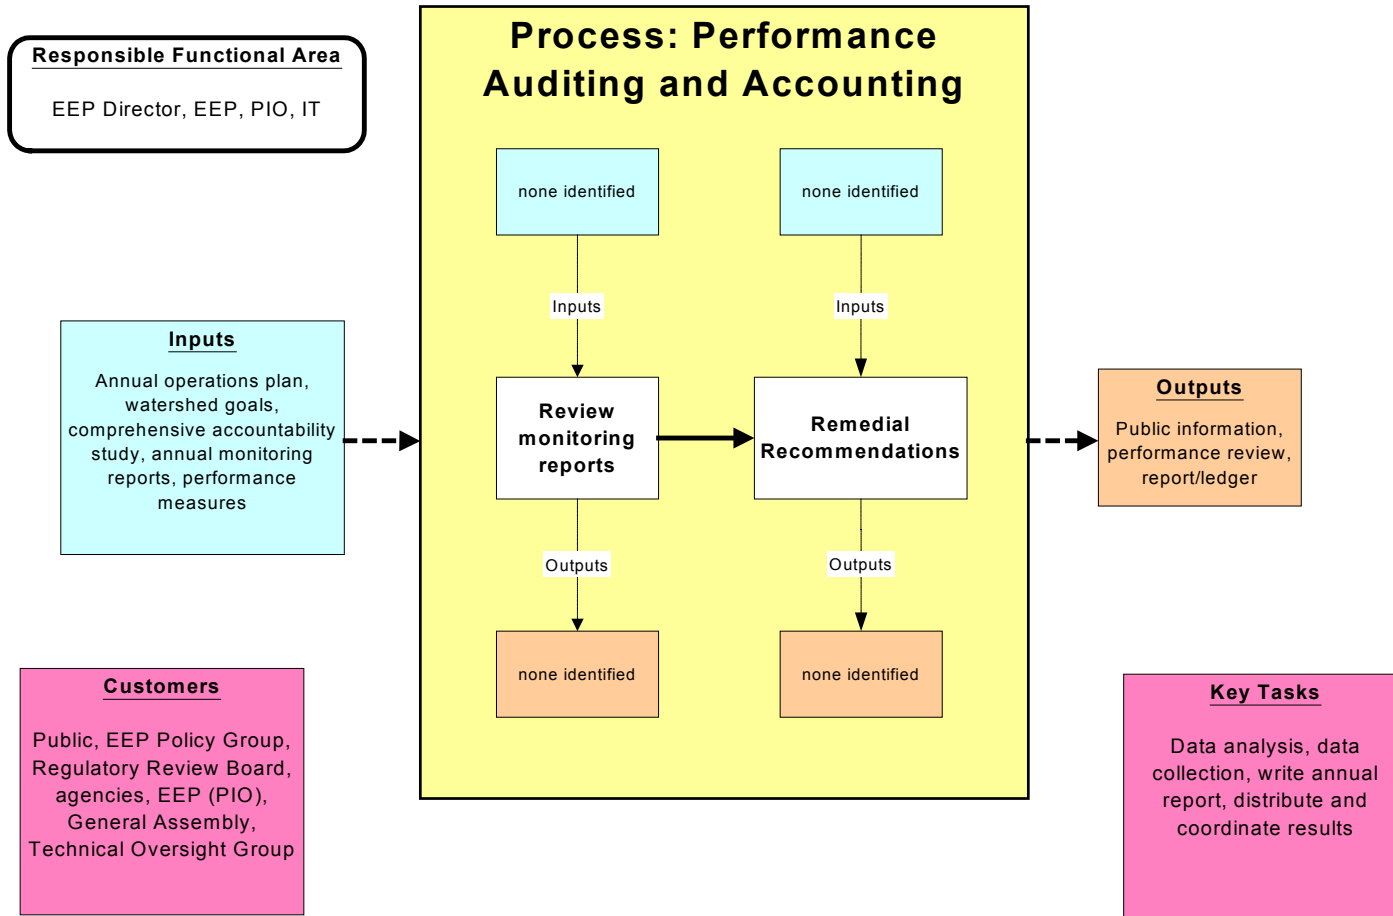 Process: Performance
Auditing and Accounting
Responsible Functional Area
EEP Director, EEP, PIO, IT
none identified
none identified
Inputs
Inputs
Inputs
Annual operations plan,
watershed goals,
comprehensive accountability
study, annual monitoring
reports, performance
measures
Review
monitoring
reports
Remedial
Recommendations
Outputs
Public information,
performance review,
report/ledger
Outputs
Outputs
none identified
none identified
Customers
Public, EEP Policy Group,
Regulatory Review Board,
agencies, EEP (PIO),
General Assembly,
Technical Oversight Group
Key Tasks
Data analysis, data
collection, write annual
report, distribute and
coordinate results